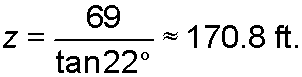 z = 69/tan22° ≈ 170.8 ft.